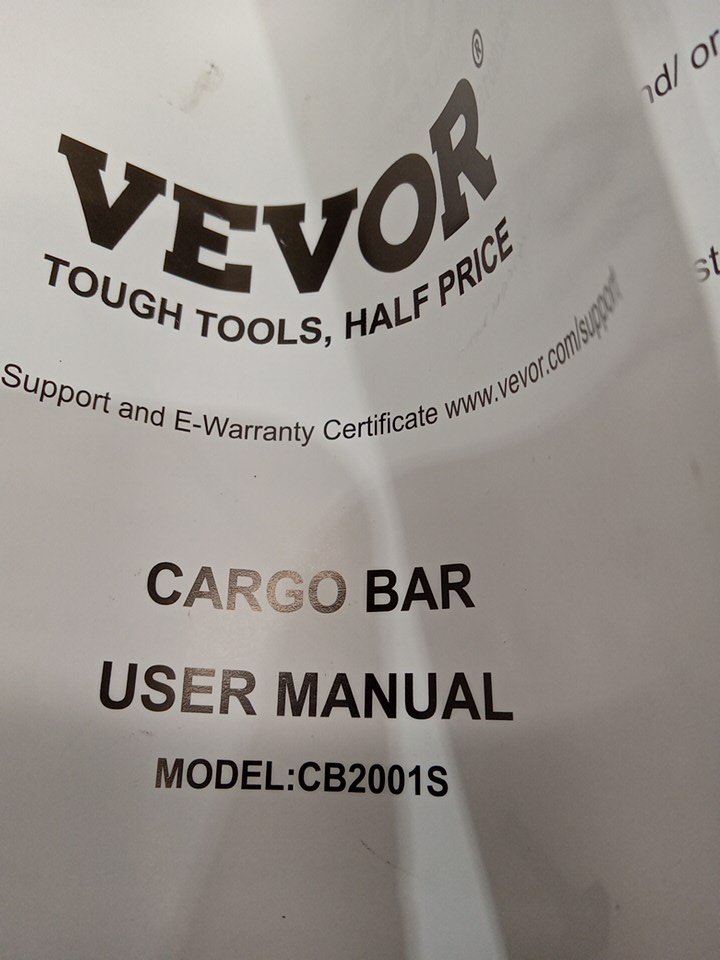 VEVOR®
TOUGH TOOLS, HALF PRICE
Support and E-Warranty Certificate www.vevor.com/support
CARGO BAR
USER MANUAL
MODEL:CB2001S
nd/ or
st